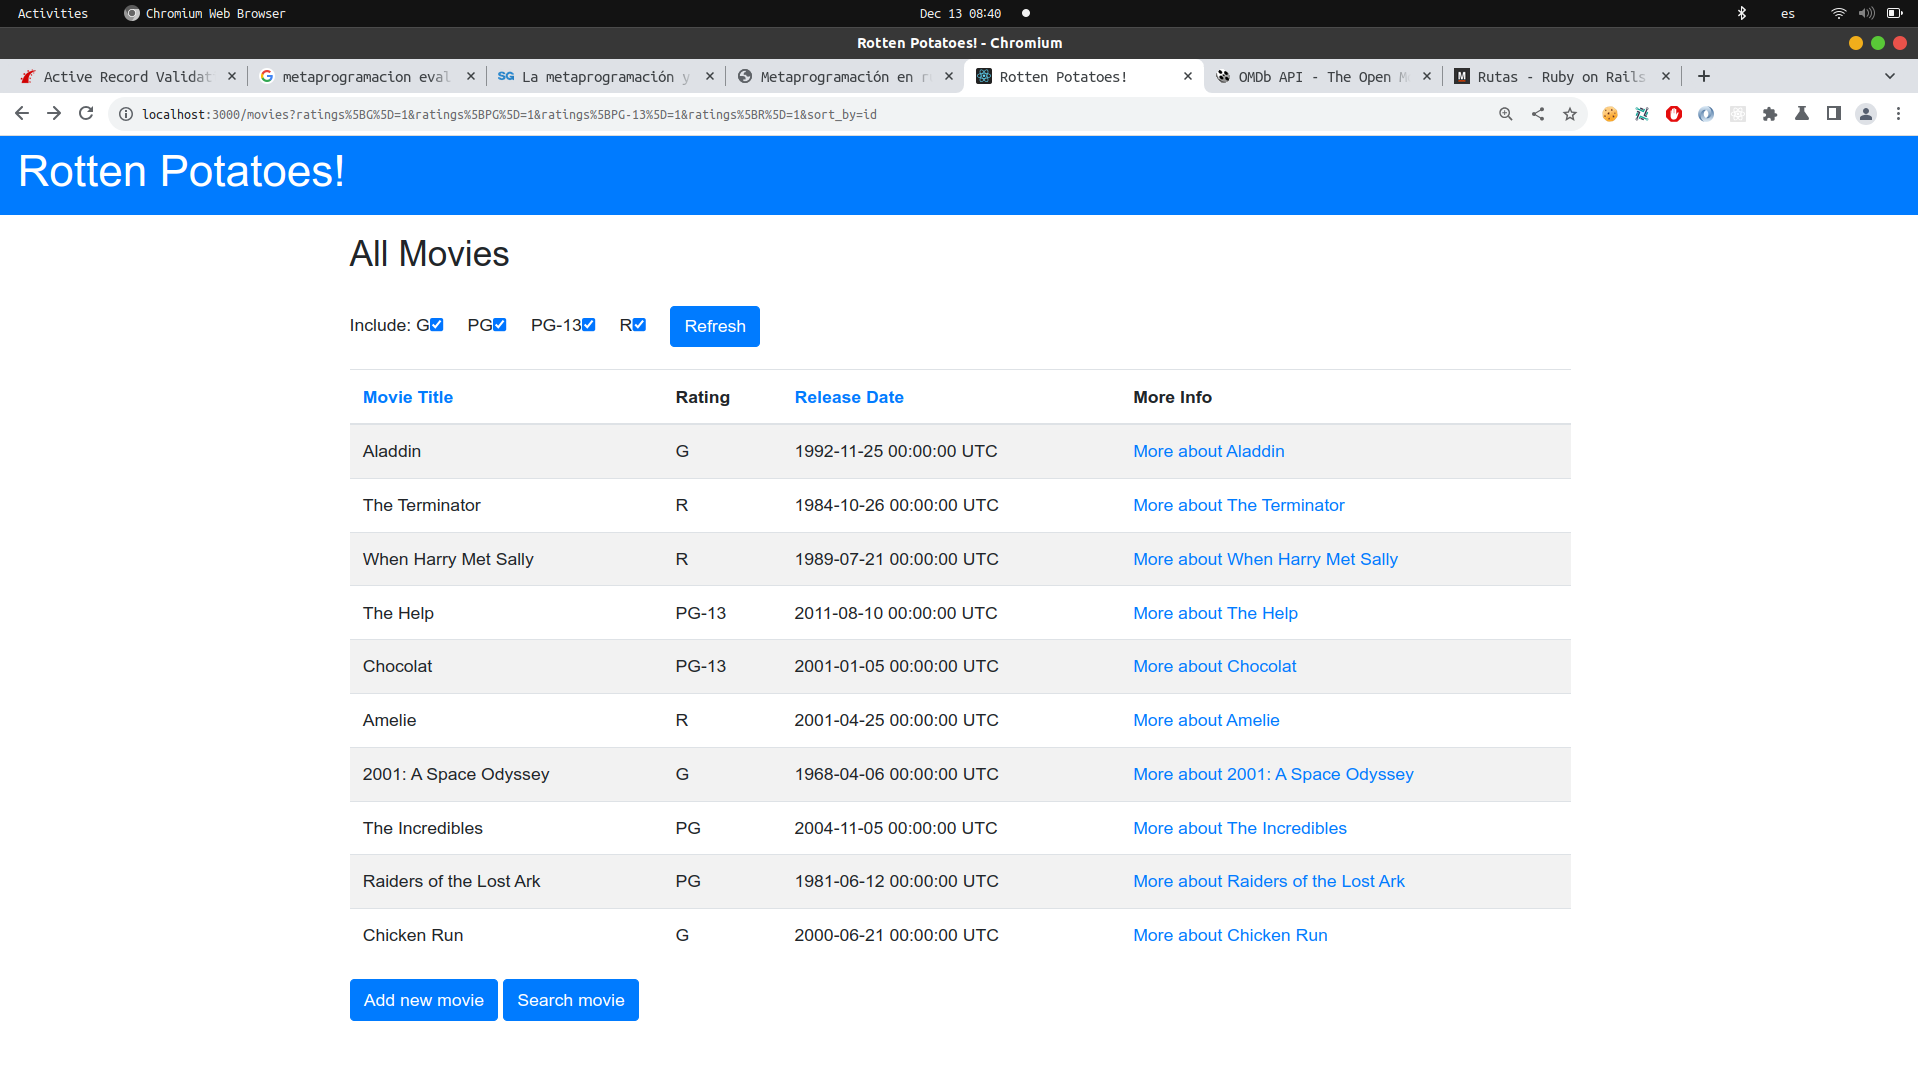 Activities Chromium Web Browser Dec 13 08:40 es
Rotten Potatoes! - Chromium
Active Record Validat metaprogramacion eval SG La metaprogramación y Metaprogramación en r Rotten Potatoes! OMDb API - The Open M Rutas - Ruby on Rails
localhost:3000/movies?ratings%5BG%5D=1&ratings%5BPG%5D=1&ratings%5BPG-13%5D=1&ratings%5BR%5D=1&sort_by=id
Rotten Potatoes!
All Movies
Include: G PG PG-13 R Refresh
Movie Title Rating Release Date More Info
Aladdin G 1992-11-25 00:00:00 UTC More about Aladdin
The Terminator R 1984-10-26 00:00:00 UTC More about The Terminator
When Harry Met Sally R 1989-07-21 00:00:00 UTC More about When Harry Met Sally
The Help PG-13 2011-08-10 00:00:00 UTC More about The Help
Chocolat PG-13 2001-01-05 00:00:00 UTC More about Chocolat
Amelie R 2001-04-25 00:00:00 UTC More about Amelie
2001: A Space Odyssey G 1968-04-06 00:00:00 UTC More about 2001: A Space Odyssey
The Incredibles PG 2004-11-05 00:00:00 UTC More about The Incredibles
Raiders of the Lost Ark PG 1981-06-12 00:00:00 UTC More about Raiders of the Lost Ark
Chicken Run G 2000-06-21 00:00:00 UTC More about Chicken Run
Add new movie Search movie